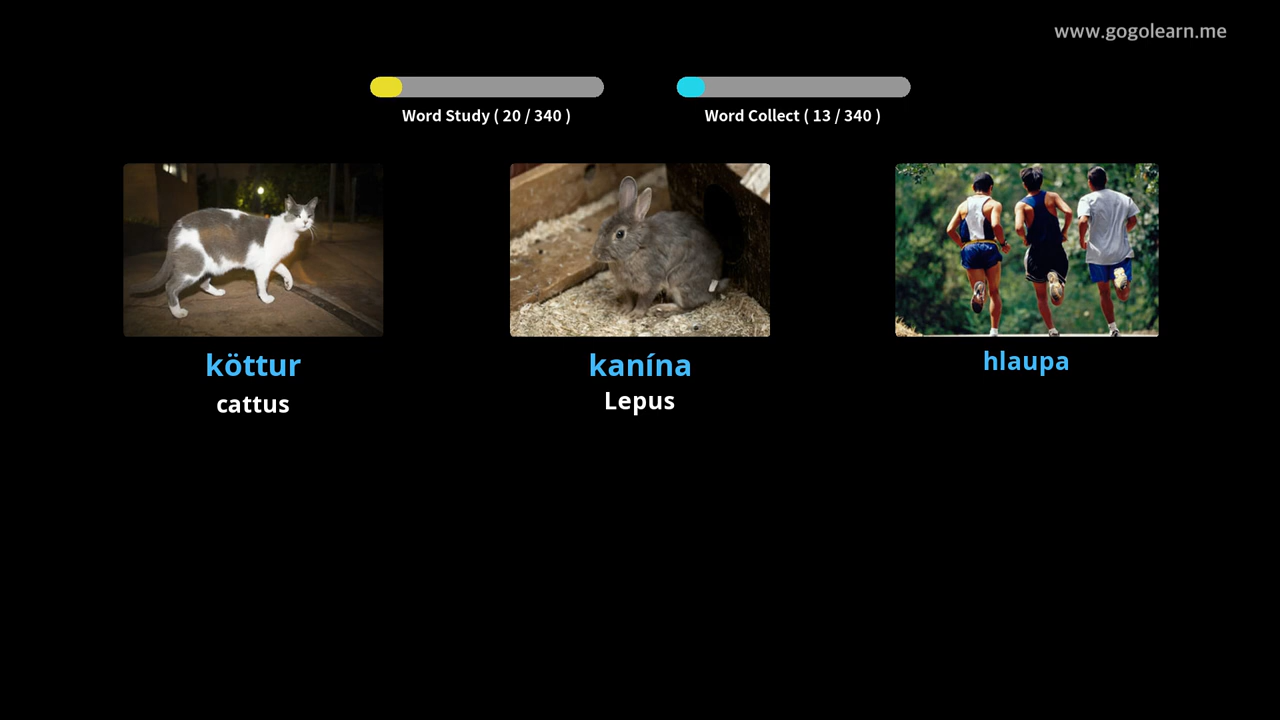 www.gogolearn.me
Word Study ( 20 / 340 )
Word Collect ( 13 / 340 )
köttur
cattus
kanína
Lepus
hlaupa